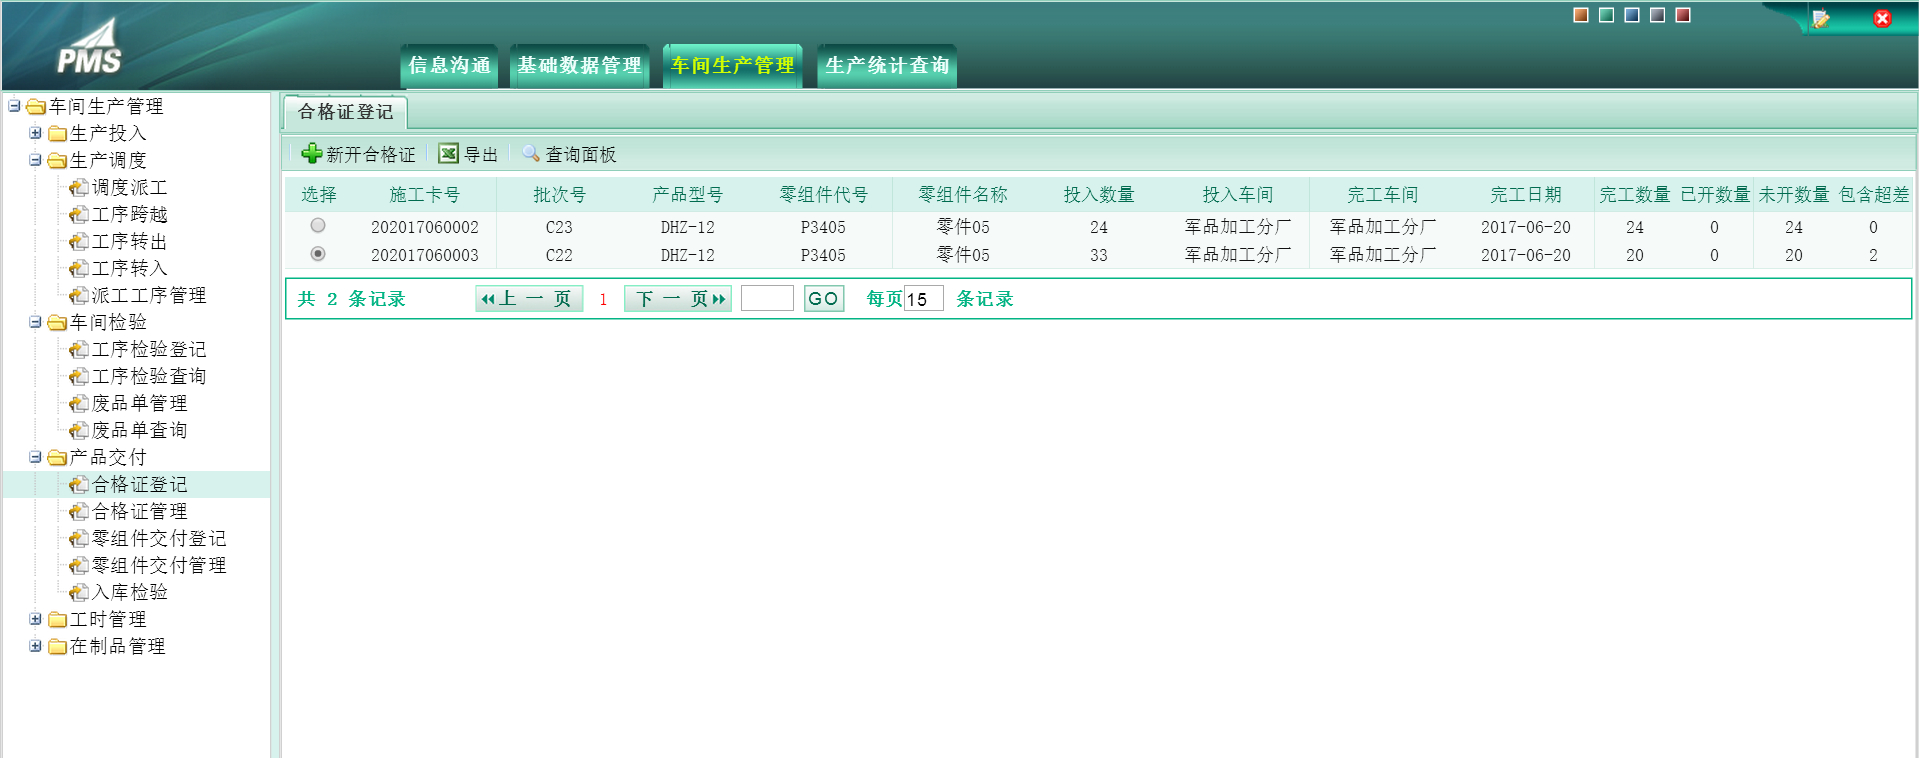 PMS
信息沟通 基础数据管理 车间生产管理 生产统计查询
车间生产管理
生产投入
生产调度
调度派工
工序跨越
工序转出
工序转入
派工工序管理
车间检验
工序检验登记
工序检验查询
废品单管理
废品单查询
产品交付
合格证登记
合格证管理
零组件交付登记
零组件交付管理
入库检验
工时管理
在制品管理
合格证登记
新开合格证 导出 查询面板
选择 施工卡号 批次号 产品型号 零组件代号 零组件名称 投入数量 投入车间 完工车间 完工日期 完工数量 已开数量 未开数量 包含超差
202017060002 C23 DHZ-12 P3405 零件05 24 军品加工分厂 军品加工分厂 2017-06-20 24 0 24 0
202017060003 C22 DHZ-12 P3405 零件05 33 军品加工分厂 军品加工分厂 2017-06-20 20 0 20 2
共 2 条记录 上一页 1 下一页 GO 每页15 条记录